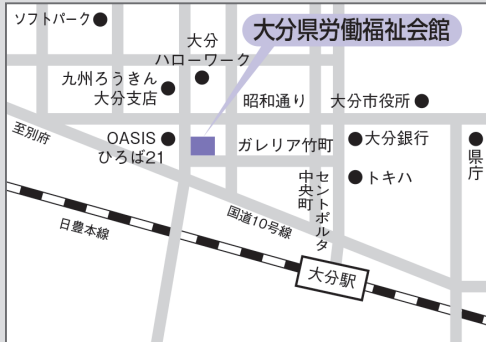 ソフトパーク
大分
ハローワーク
大分県労働福祉会館
九州ろうきん
大分支店
昭和通り
大分市役所
至別府
OASIS
ひろば21
ガレリア竹町
大分銀行
県庁
トキハ
セントポルタ
中央町
国道10号線
日豊本線
大分駅